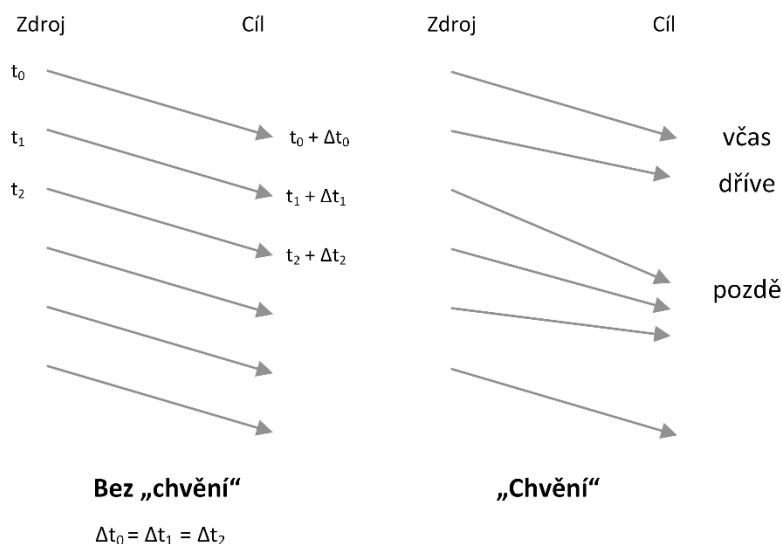 Zdroj Cíl
t₀
t₀ + Δt₀
t₁
t₁ + Δt₁
t₂
t₂ + Δt₂
Bez „chvění“
Δt₀ = Δt₁ = Δt₂
Zdroj Cíl
včas
dříve
pozdě
„Chvění“